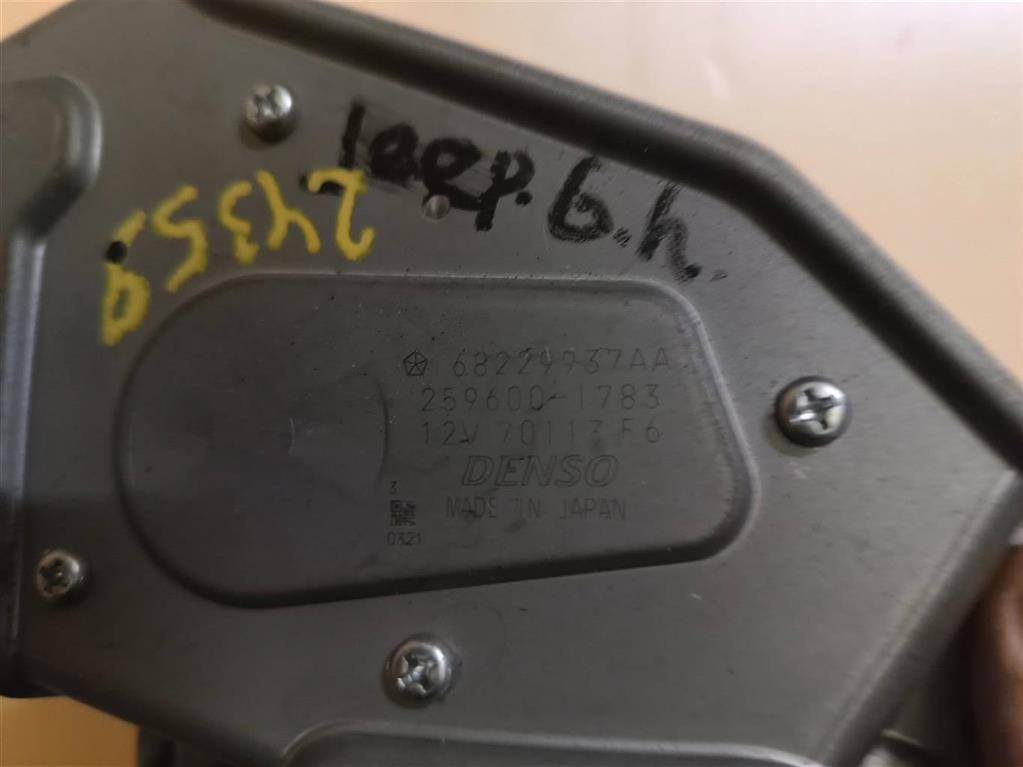 Jeep. G.h.
24359
68229937AA
259600-1783
12V 70113 F6
DENSO
MADE IN JAPAN
3
0321